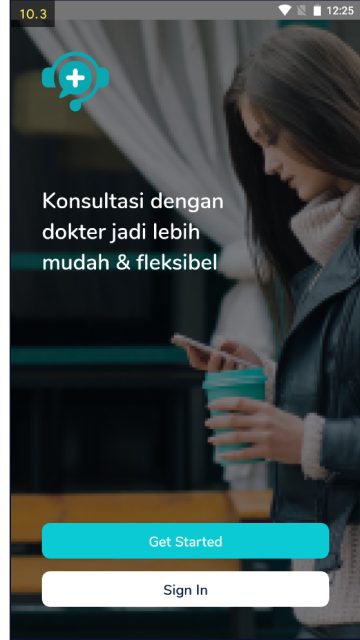 10.3
12:25
Konsultasi dengan
dokter jadi lebih
mudah & fleksibel
Get Started
Sign In